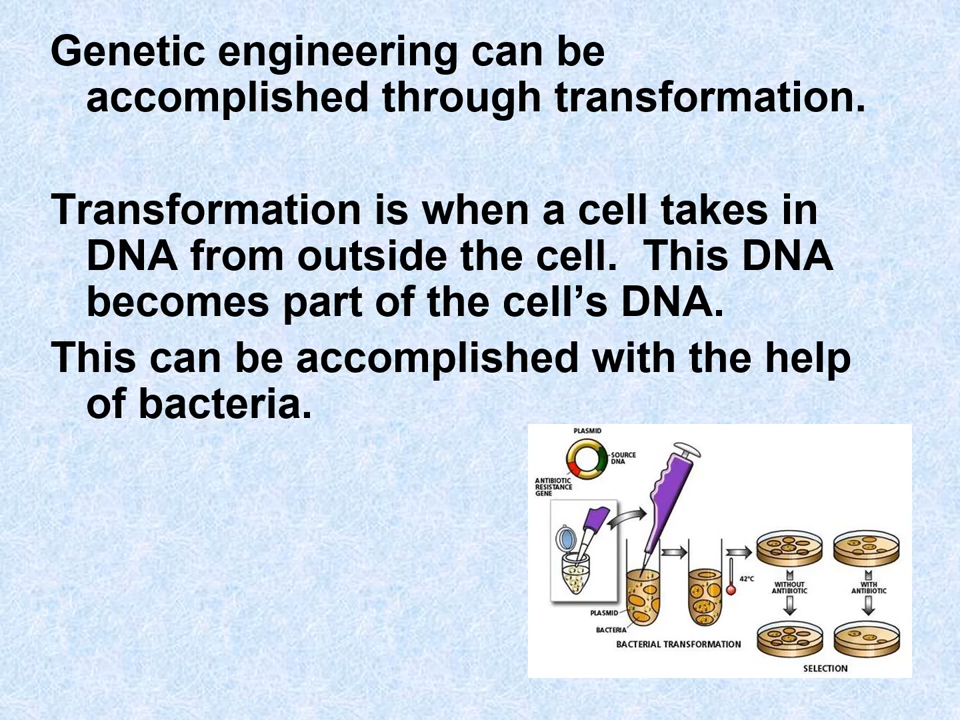 Genetic engineering can be
accomplished through transformation.
Transformation is when a cell takes in
DNA from outside the cell.  This DNA
becomes part of the cell’s DNA.
This can be accomplished with the help
of bacteria.
PLASMID
SOURCE
DNA
ANTIBIOTIC
RESISTANCE
GENE
42°C
WITHOUT
ANTIBIOTIC
WITH
ANTIBIOTIC
PLASMID
BACTERIA
BACTERIAL TRANSFORMATION
SELECTION